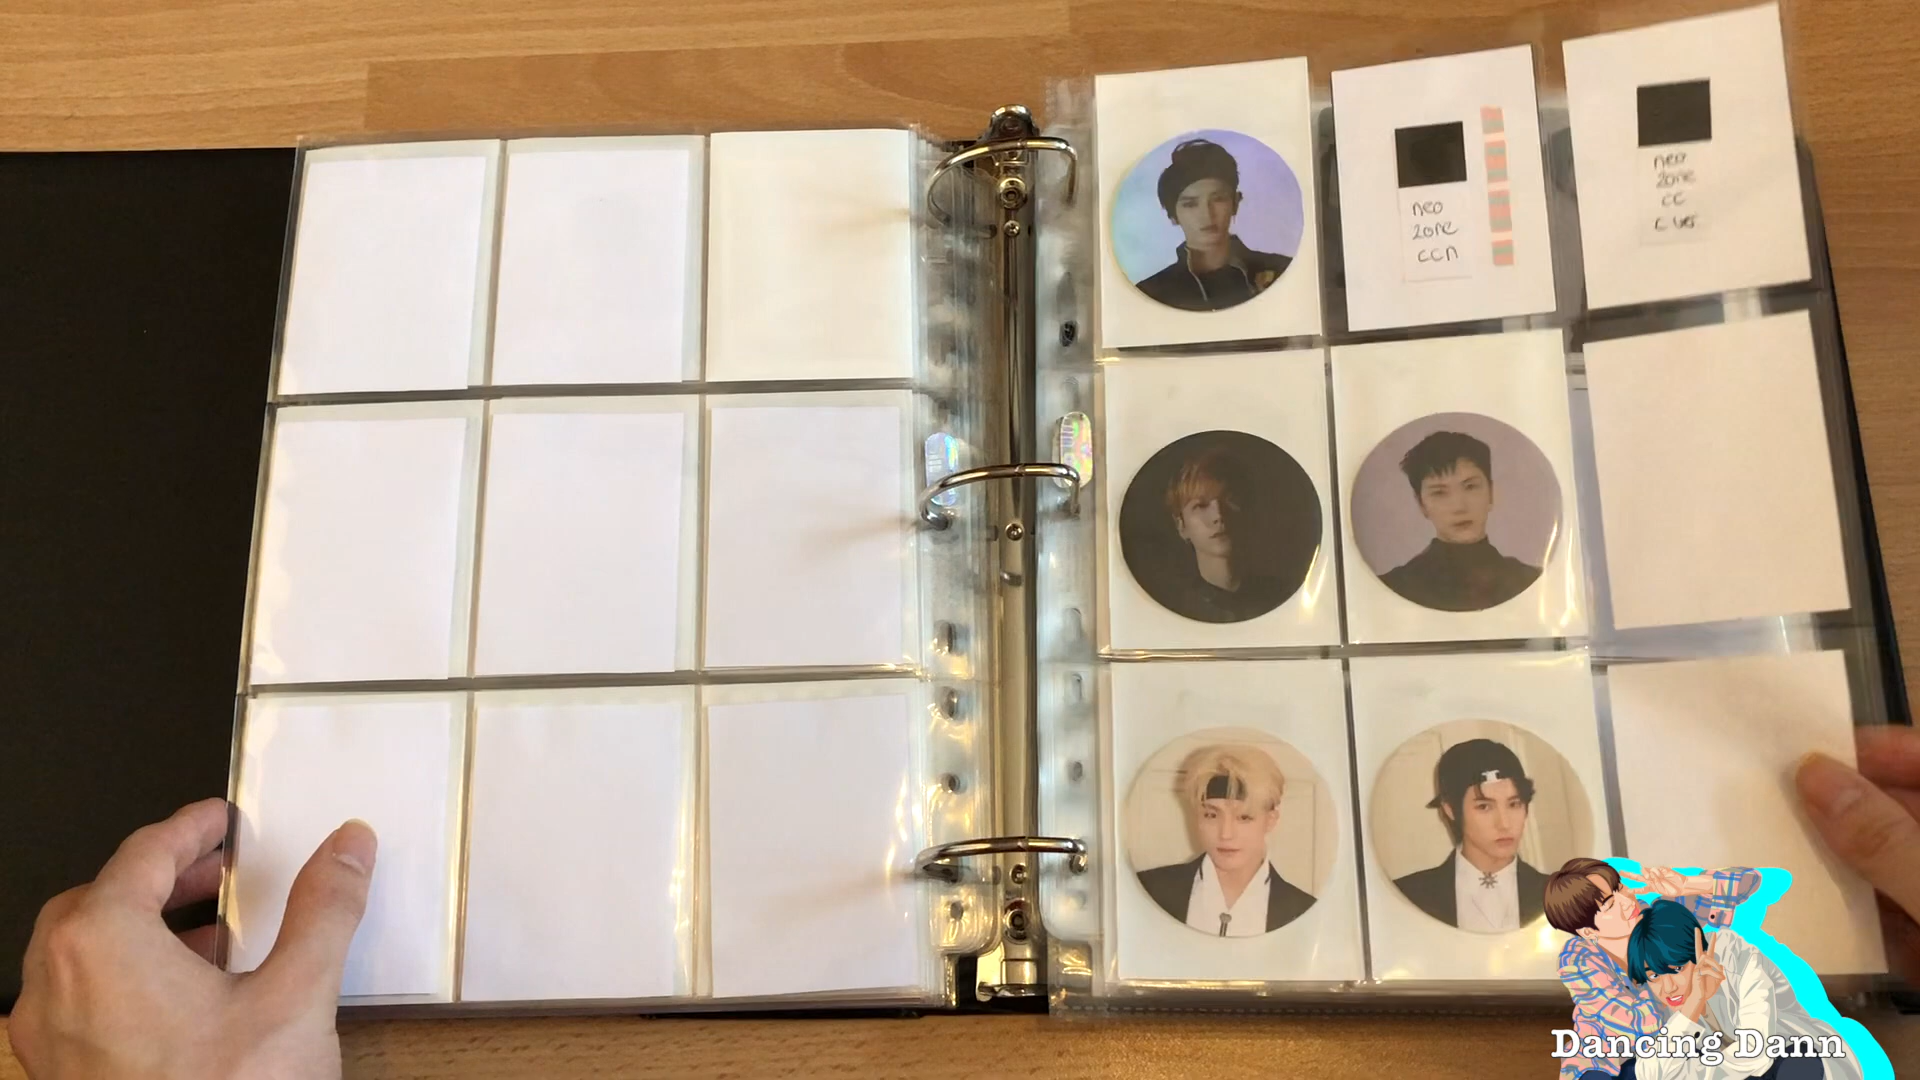 neo
zone
CCN
neo
zone
CC
C ver.
Dancing Dann